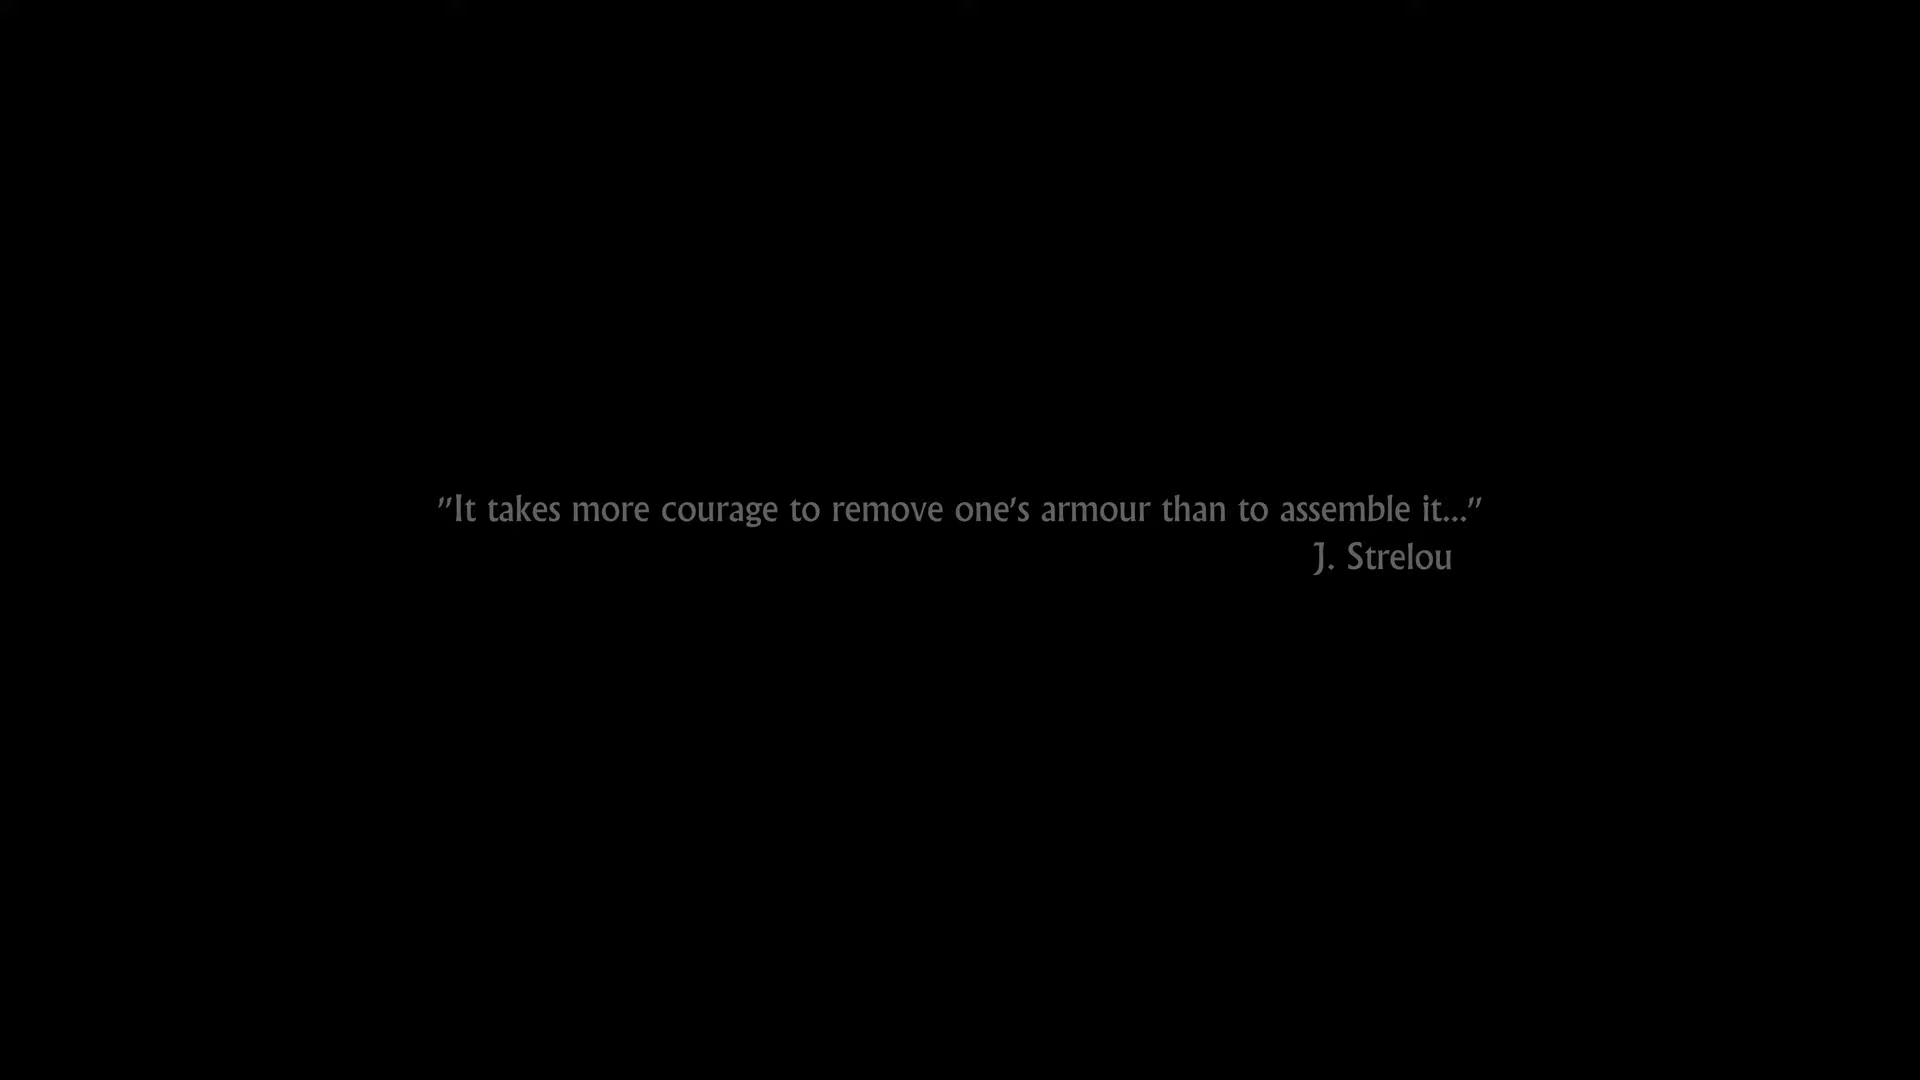 "It takes more courage to remove one's armour than to assemble it..."
J. Strelou